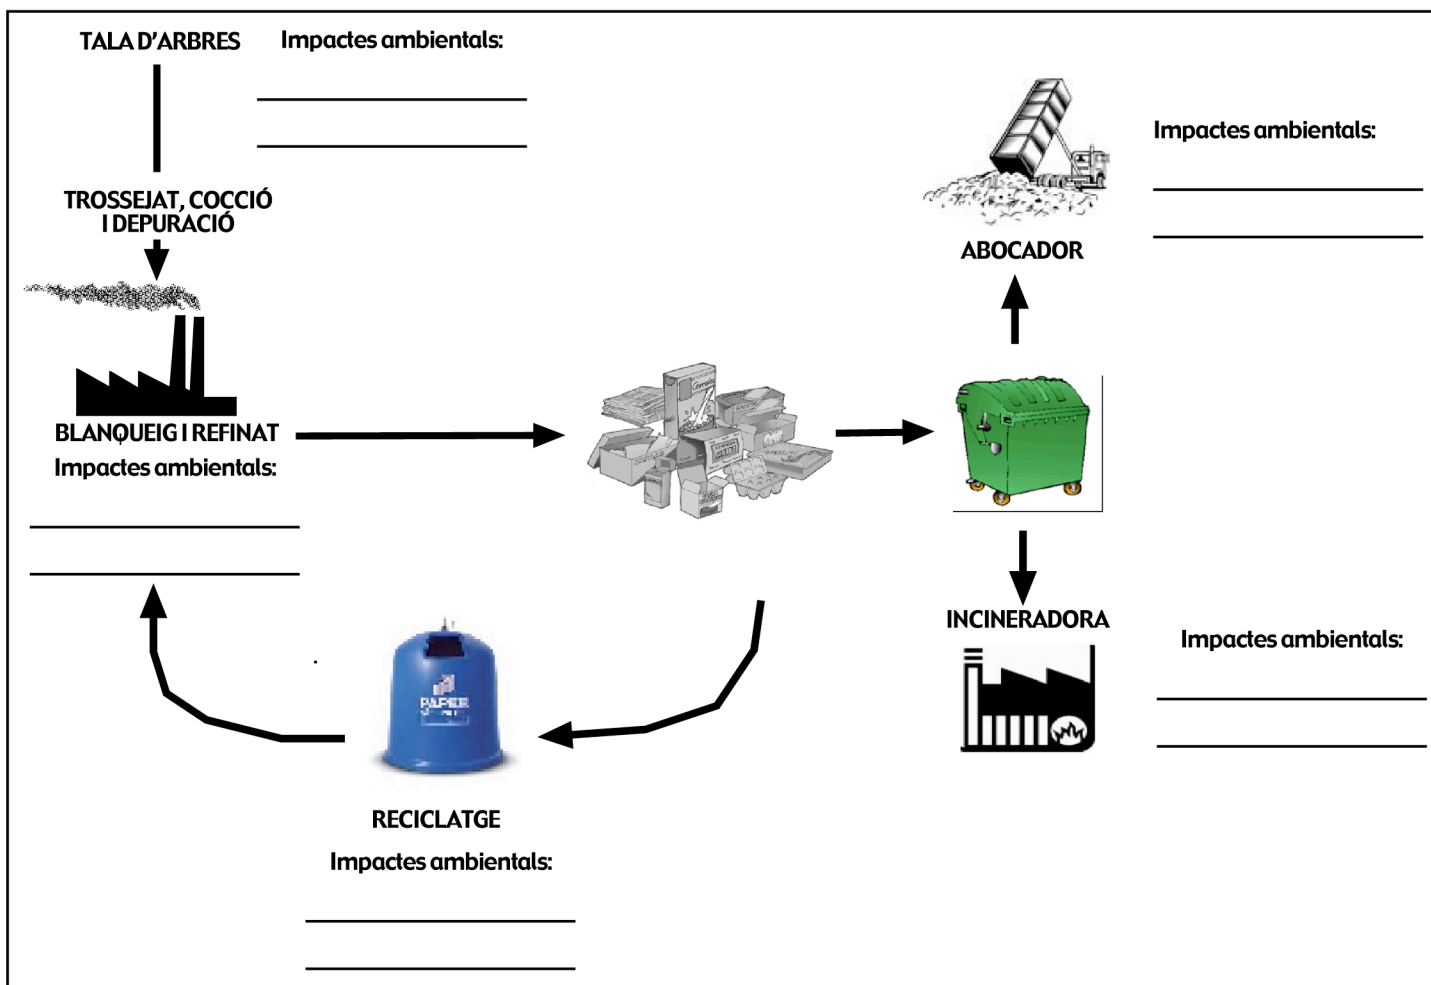 TALA D'ARBRES
Impactes ambientals:
TROSSEJAT, COCCIÓ
I DEPURACIÓ
BLANQUEIG I REFINAT
Impactes ambientals:
Cereales
ABOCADOR
Impactes ambientals:
INCINERADORA
Impactes ambientals:
PAPER
RECICLATGE
Impactes ambientals: